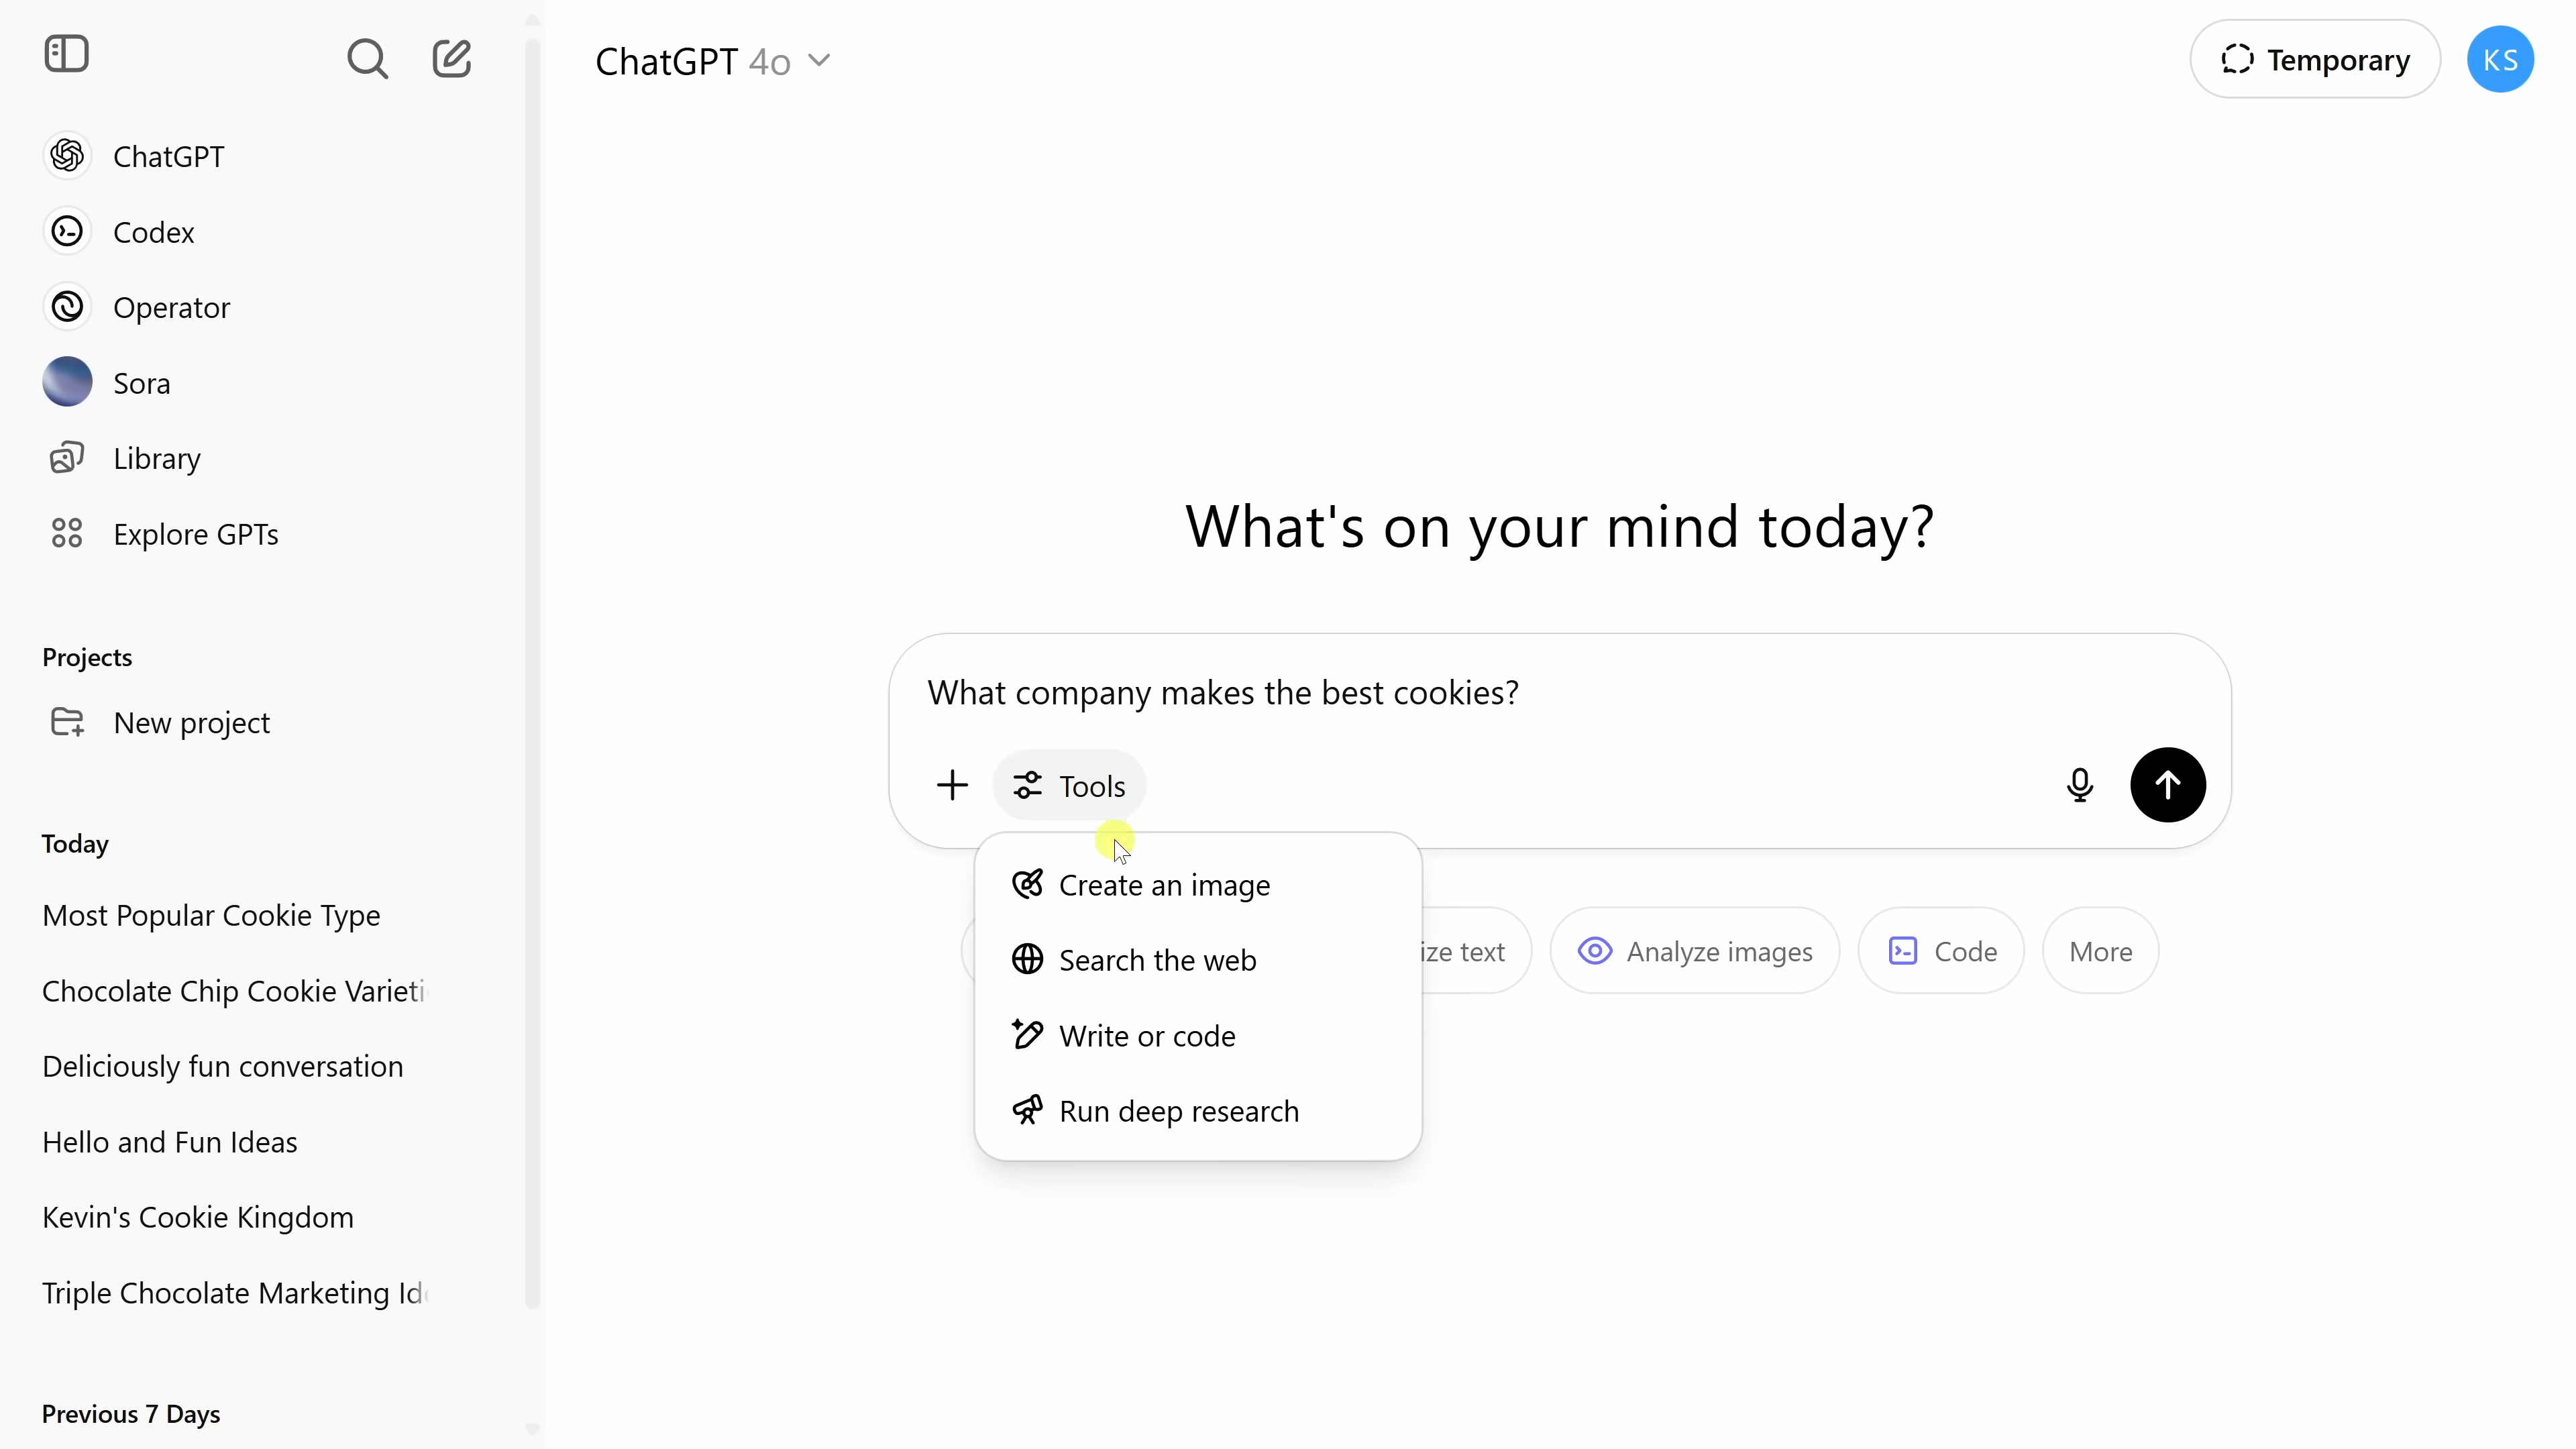 ChatGPT 4o
Temporary
KS
ChatGPT
Codex
Operator
Sora
Library
Explore GPTs
Projects
New project
Today
Most Popular Cookie Type
Chocolate Chip Cookie Varieti
Deliciously fun conversation
Hello and Fun Ideas
Kevin's Cookie Kingdom
Triple Chocolate Marketing Id
Previous 7 Days
What's on your mind today?
What company makes the best cookies?
Tools
Create an image
Search the web
Write or code
Run deep research
ize text
Analyze images
Code
More